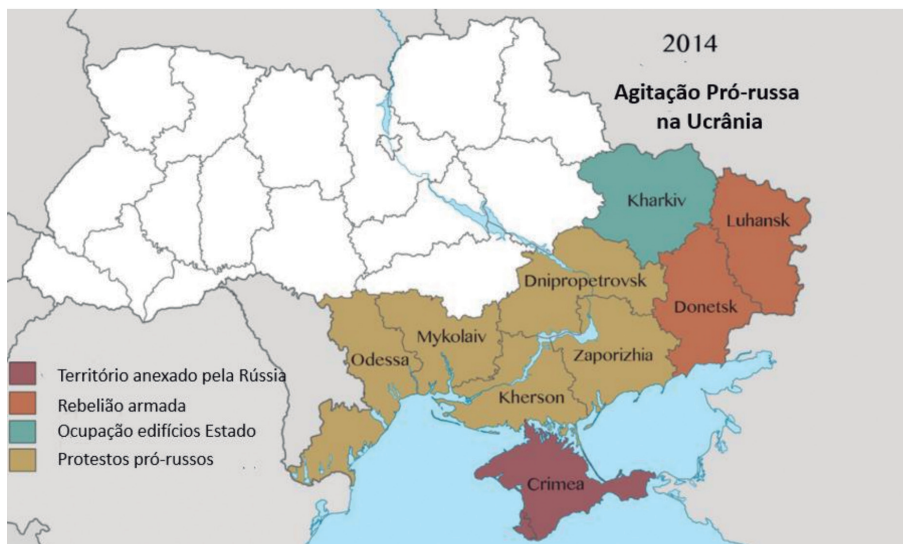 2014
Agitação Pró-russa
na Ucrânia
Kharkiv
Luhansk
Dnipropetrovsk
Donetsk
Mykolaiv
Odessa
Zaporizhia
Kherson
Crimea
Território anexado pela Rússia
Rebelião armada
Ocupação edifícios Estado
Protestos pró-russos